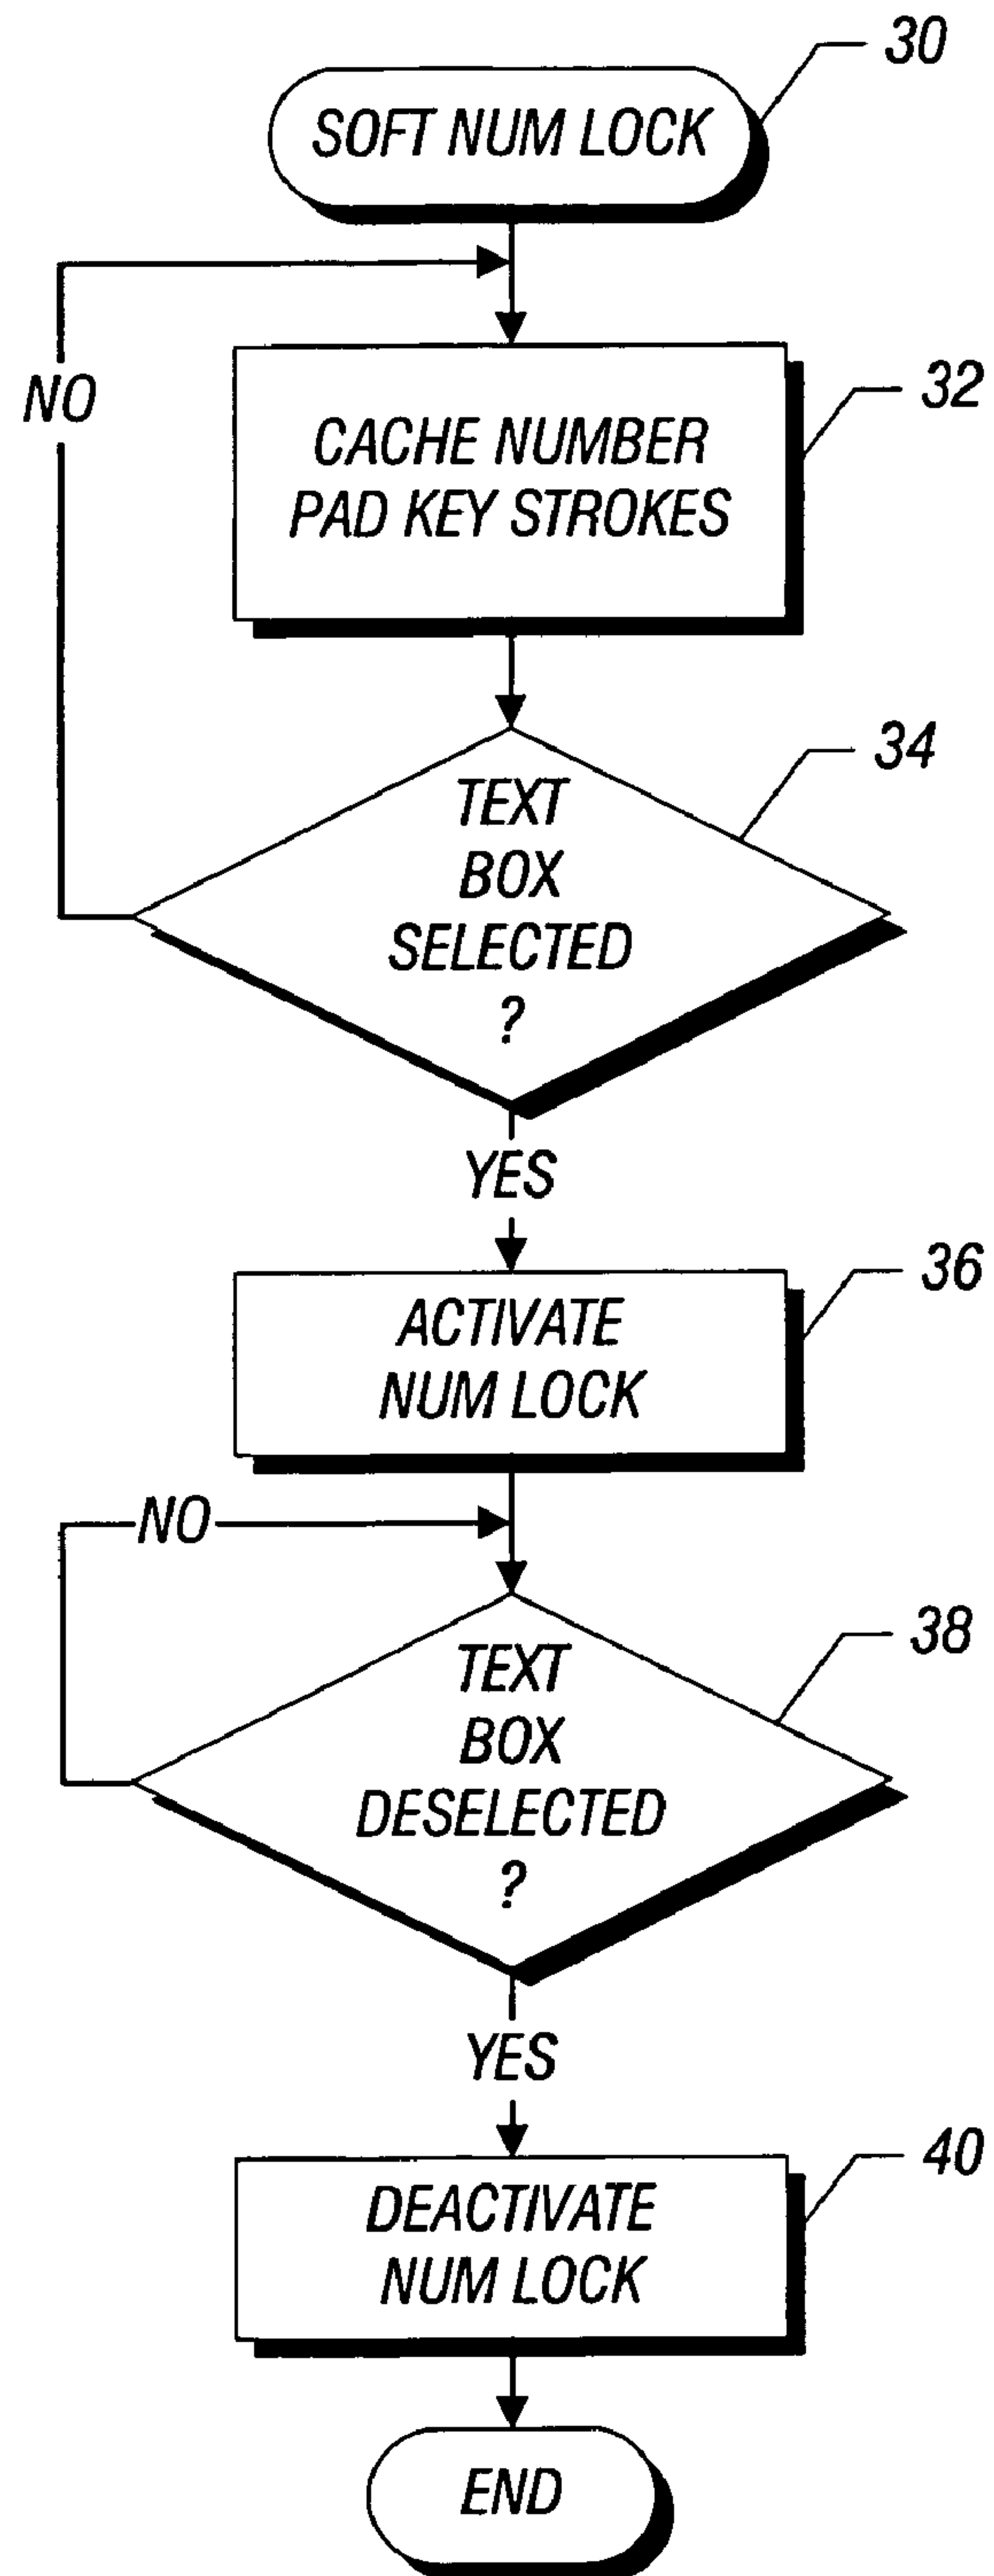 30
SOFT NUM LOCK
NO
32
CACHE NUMBER
PAD KEY STROKES
34
TEXT
BOX
SELECTED
?
YES
36
ACTIVATE
NUM LOCK
NO
38
TEXT
BOX
DESELECTED
?
YES
40
DEACTIVATE
NUM LOCK
END